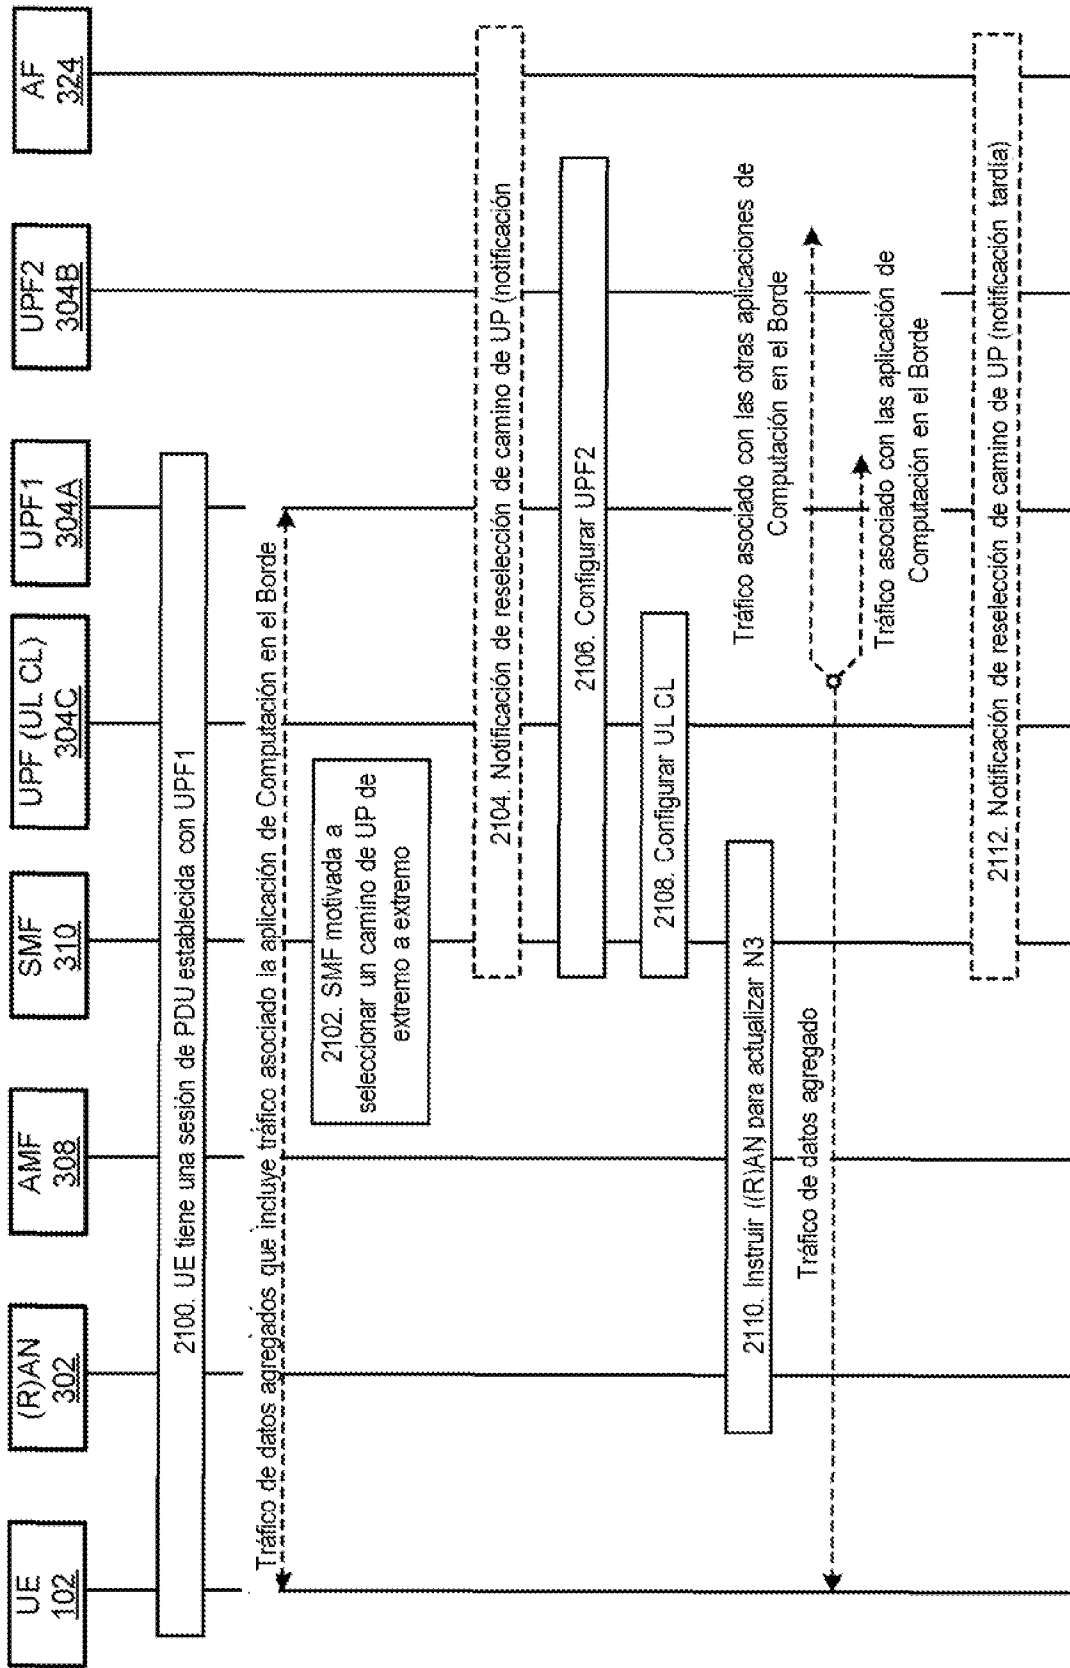 UE
102
(R)AN
302
AMF
308
SMF
310
UPF (UL CL)
304C
UPF1
304A
UPF2
304B
AF
324
2100. UE tiene una sesión de PDU establecida con UPF1
Tráfico de datos agregados que incluye tráfico asociado la aplicación de Computación en el Borde
2102. SMF motivada a
seleccionar un camino de UP de
extremo a extremo
2104. Notificación de reselección de camino de UP (notificación
2106. Configurar UPF2
2108. Configurar UL CL
2110. Instruir ((R)AN para actualizar N3
Tráfico de datos agregado
Tráfico asociado con las otras aplicaciones de
Computación en el Borde
Tráfico asociado con las aplicación de
Computación en el Borde
2112. Notificación de reselección de camino de UP (notificación tardía)